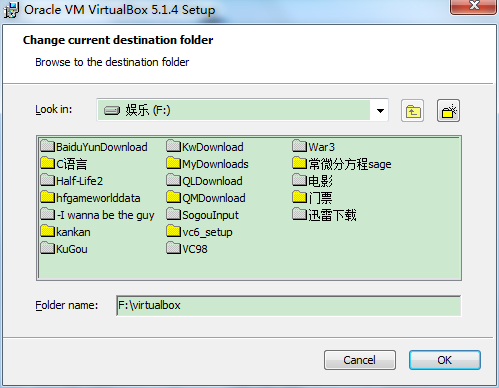 Oracle VM VirtualBox 5.1.4 Setup
Change current destination folder
Browse to the destination folder
Look in: 娱乐 (F:)
BaiduYunDownload KwDownload War3
C语言 MyDownloads 常微分方程sage
Half-Life2 QLDownload 电影
hfgameworlddata QMDownload 门票
-I wanna be the guy SogouInput 迅雷下载
kankan vc6_setup
KuGou VC98
Folder name: F:\virtualbox
Cancel OK